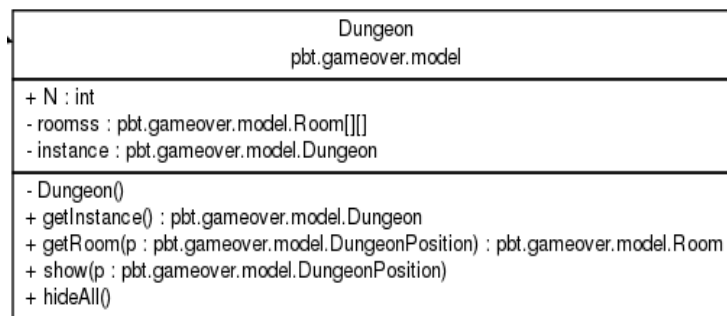 Dungeon
pbt.gameover.model
+ N : int
- roomss : pbt.gameover.model.Room[][]
- instance : pbt.gameover.model.Dungeon
- Dungeon()
+ getInstance() : pbt.gameover.model.Dungeon
+ getRoom(p : pbt.gameover.model.DungeonPosition) : pbt.gameover.model.Room
+ show(p : pbt.gameover.model.DungeonPosition)
+ hideAll()